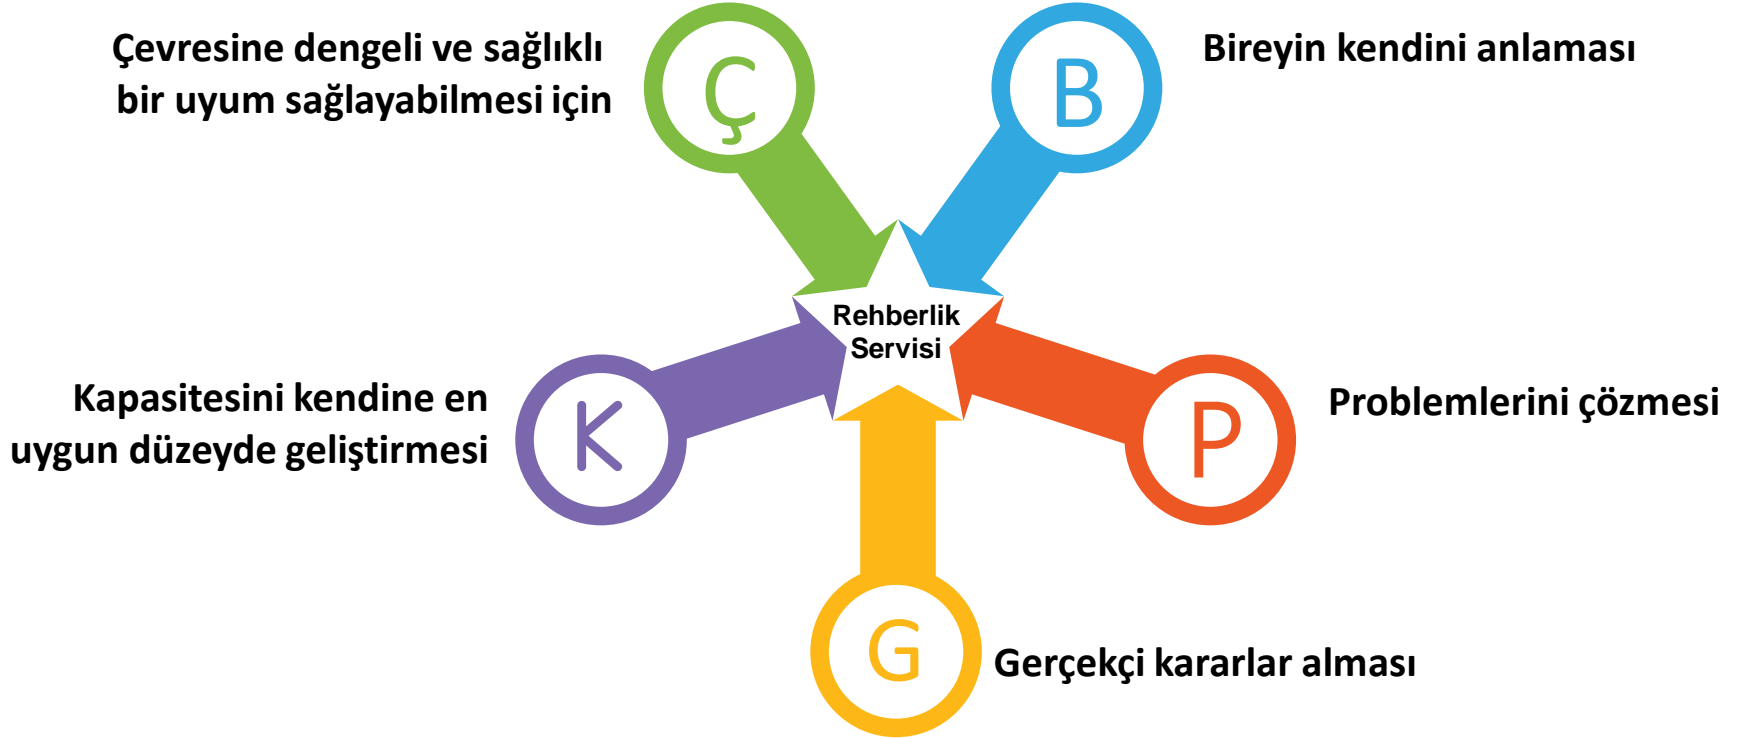 Çevresine dengeli ve sağlıklı
bir uyum sağlayabilmesi için
Ç
B
Bireyin kendini anlaması
Rehberlik
Servisi
Kapasitesini kendine en
uygun düzeyde geliştirmesi
K
P
Problemlerini çözmesi
G
Gerçekçi kararlar alması